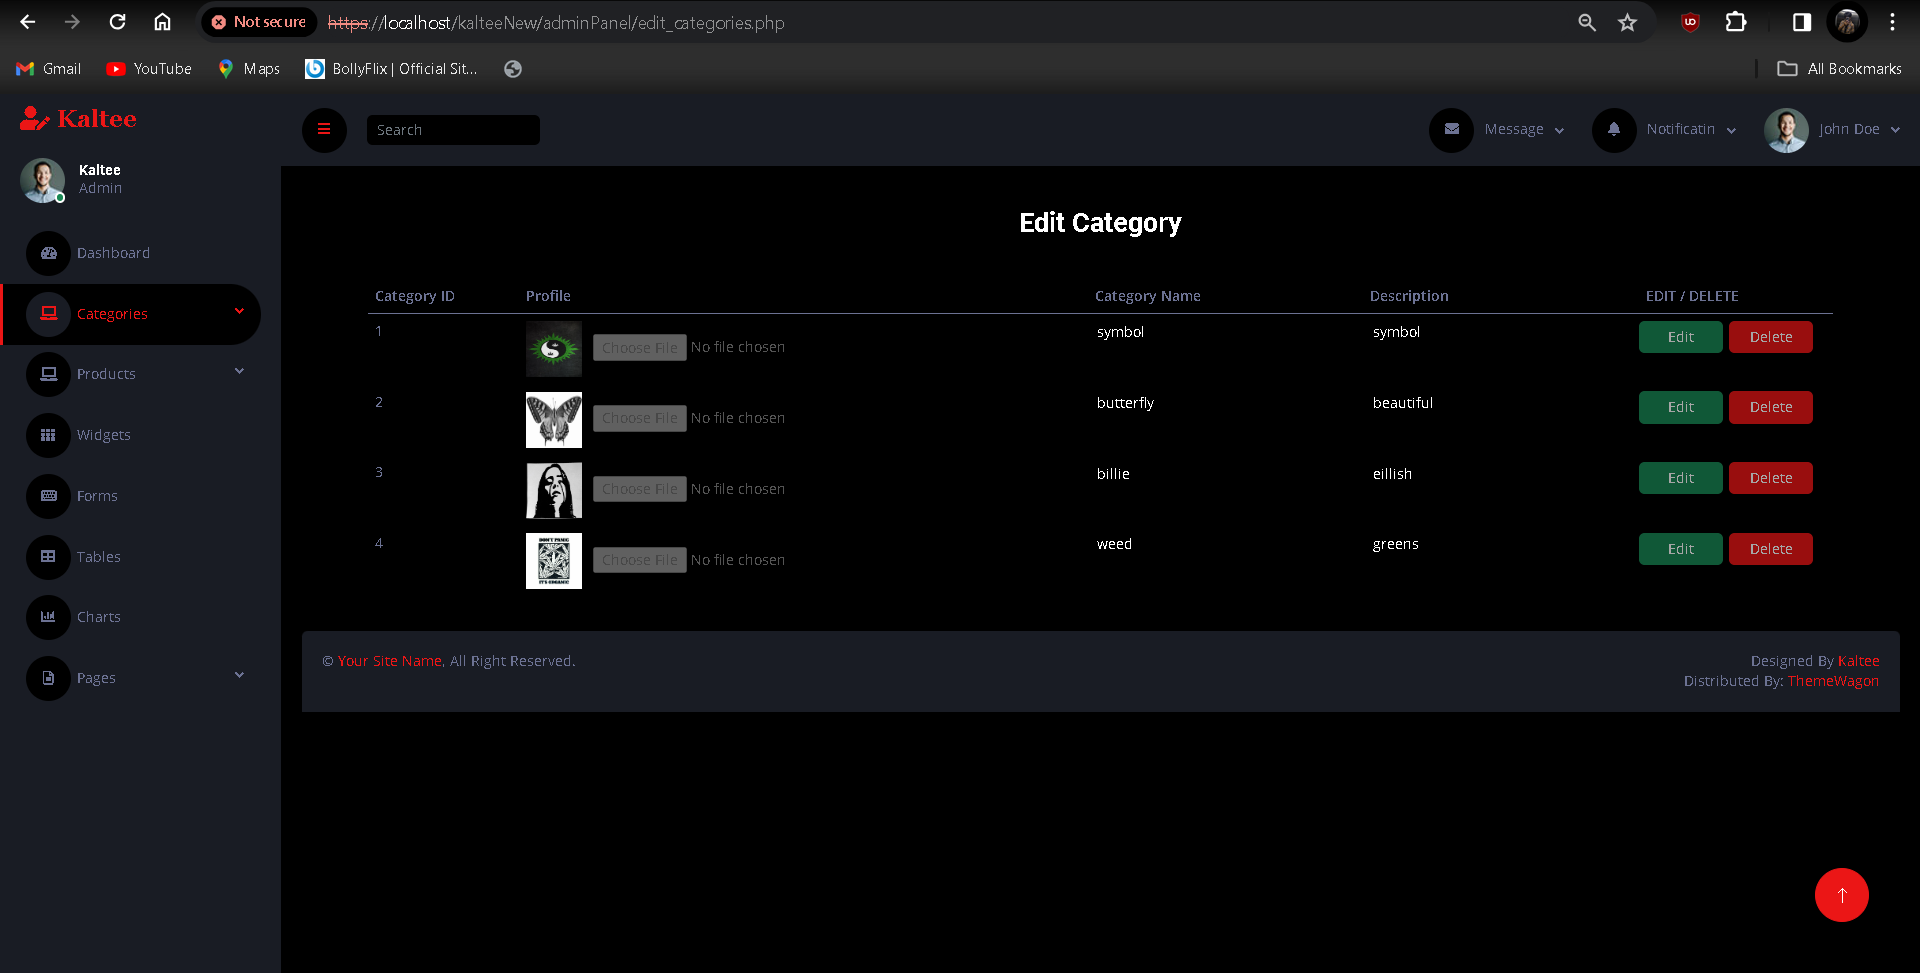 Not secure https://localhost/kalteeNew/adminPanel/edit_categories.php
Gmail YouTube Maps BollyFlix | Official Sit... All Bookmarks
Kaltee
Search
Message
Notificatin
John Doe
Kaltee
Admin
Dashboard
Categories
Products
Widgets
Forms
Tables
Charts
Pages
Edit Category
Category ID Profile Category Name Description EDIT / DELETE
1 Choose File No file chosen symbol symbol Edit Delete
2 Choose File No file chosen butterfly beautiful Edit Delete
3 Choose File No file chosen billie eillish Edit Delete
DON'T PANIC
IT'S ORGANIC
4 Choose File No file chosen weed greens Edit Delete
© Your Site Name, All Right Reserved.
Designed By Kaltee
Distributed By: ThemeWagon